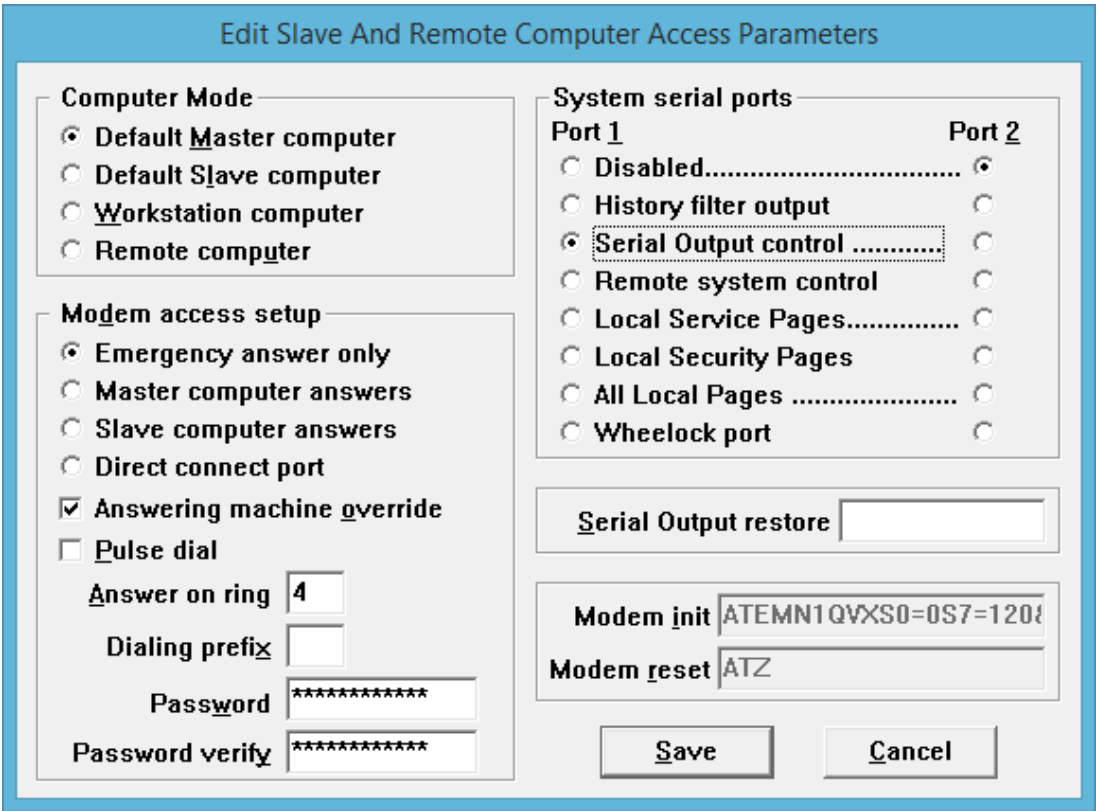 Edit Slave And Remote Computer Access Parameters
Computer Mode
Default Master computer
Default Slave computer
Workstation computer
Remote computer
Modem access setup
Emergency answer only
Master computer answers
Slave computer answers
Direct connect port
Answering machine override
Pulse dial
Answer on ring 4
Dialing prefix
Password ************
Password verify ************
System serial ports
Port 1 Port 2
Disabled................................
History filter output
Serial Output control ............
Remote system control
Local Service Pages...............
Local Security Pages
All Local Pages ......................
Wheelock port
Serial Output restore
Modem init ATEMN1QVXS0=0S7=120&
Modem reset ATZ
Save Cancel